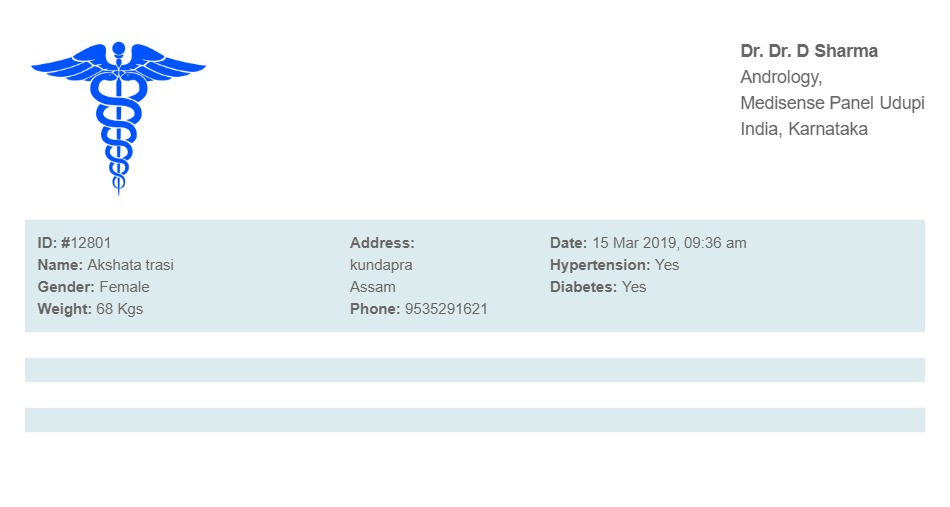 Dr. Dr. D Sharma
Andrology,
Medisense Panel Udupi
India, Karnataka
ID: #12801
Name: Akshata trasi
Gender: Female
Weight: 68 Kgs
Address:
kundapra
Assam
Phone: 9535291621
Date: 15 Mar 2019, 09:36 am
Hypertension: Yes
Diabetes: Yes